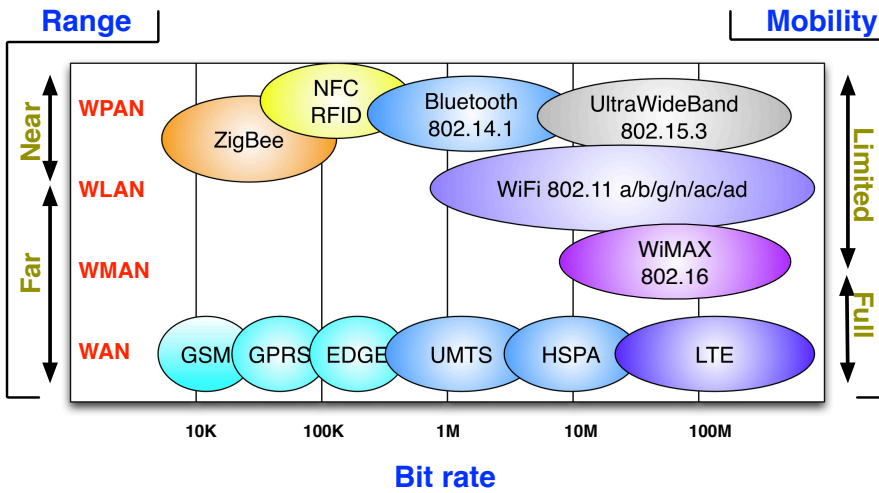 Range
Mobility
Near
Far
Limited
Full
WPAN
WLAN
WMAN
WAN
ZigBee
NFC
RFID
Bluetooth
802.14.1
UltraWideBand
802.15.3
WiFi 802.11 a/b/g/n/ac/ad
WiMAX
802.16
GSM
GPRS
EDGE
UMTS
HSPA
LTE
10K
100K
1M
10M
100M
Bit rate